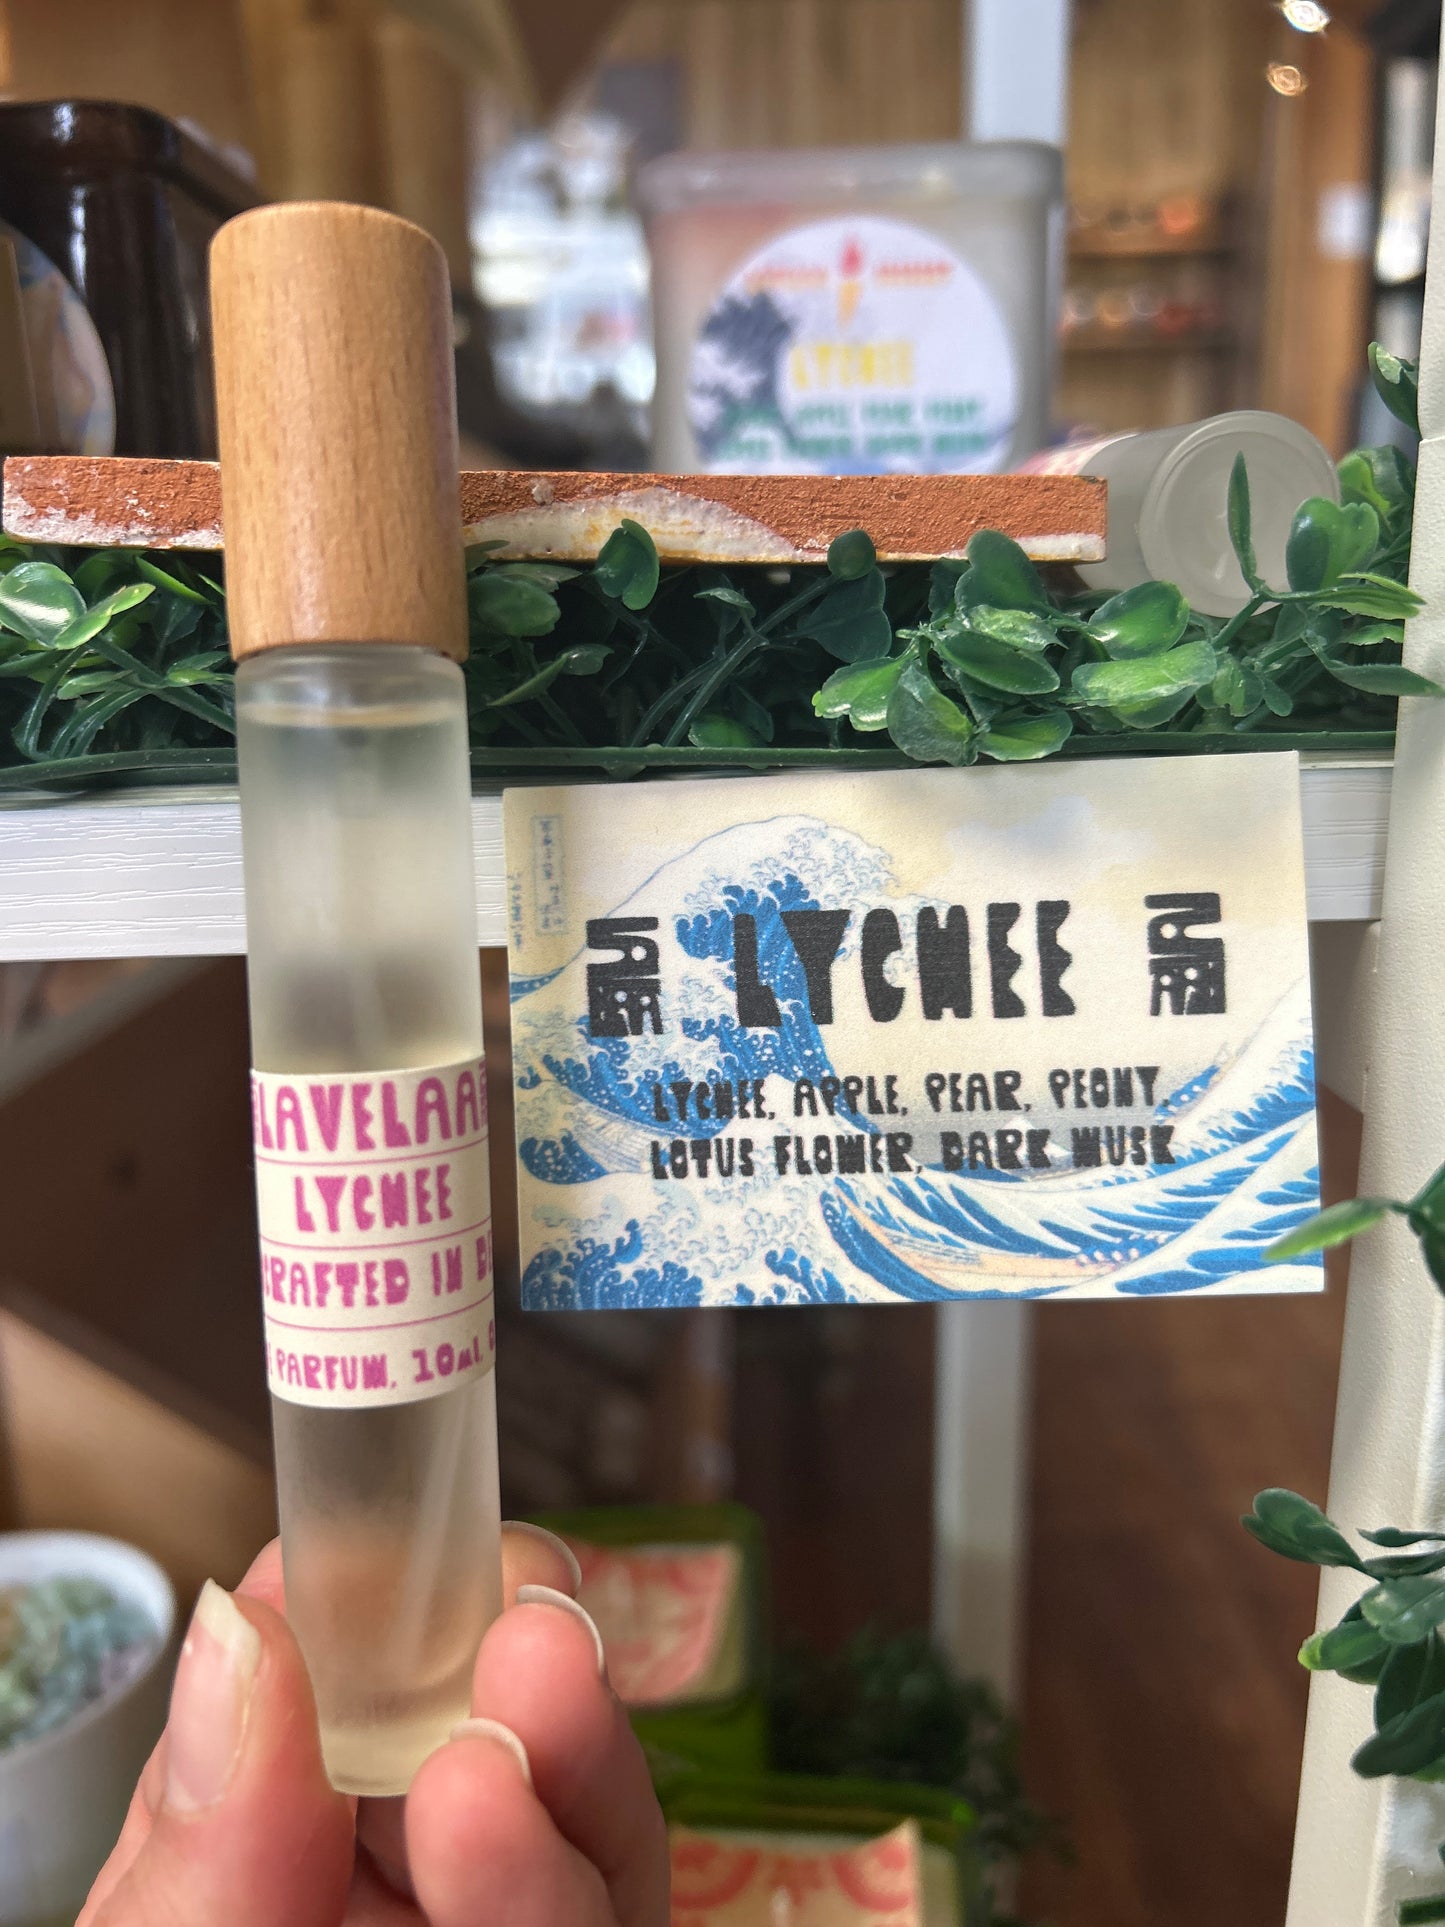 LYCHEE
LYCHEE
LYCHEE, APPLE, PEAR, PEONY,
LOTUS FLOWER, DARK MUSK
LAVELAA
LYCHEE
CRAFTED IN
PARFUM, 10ml,